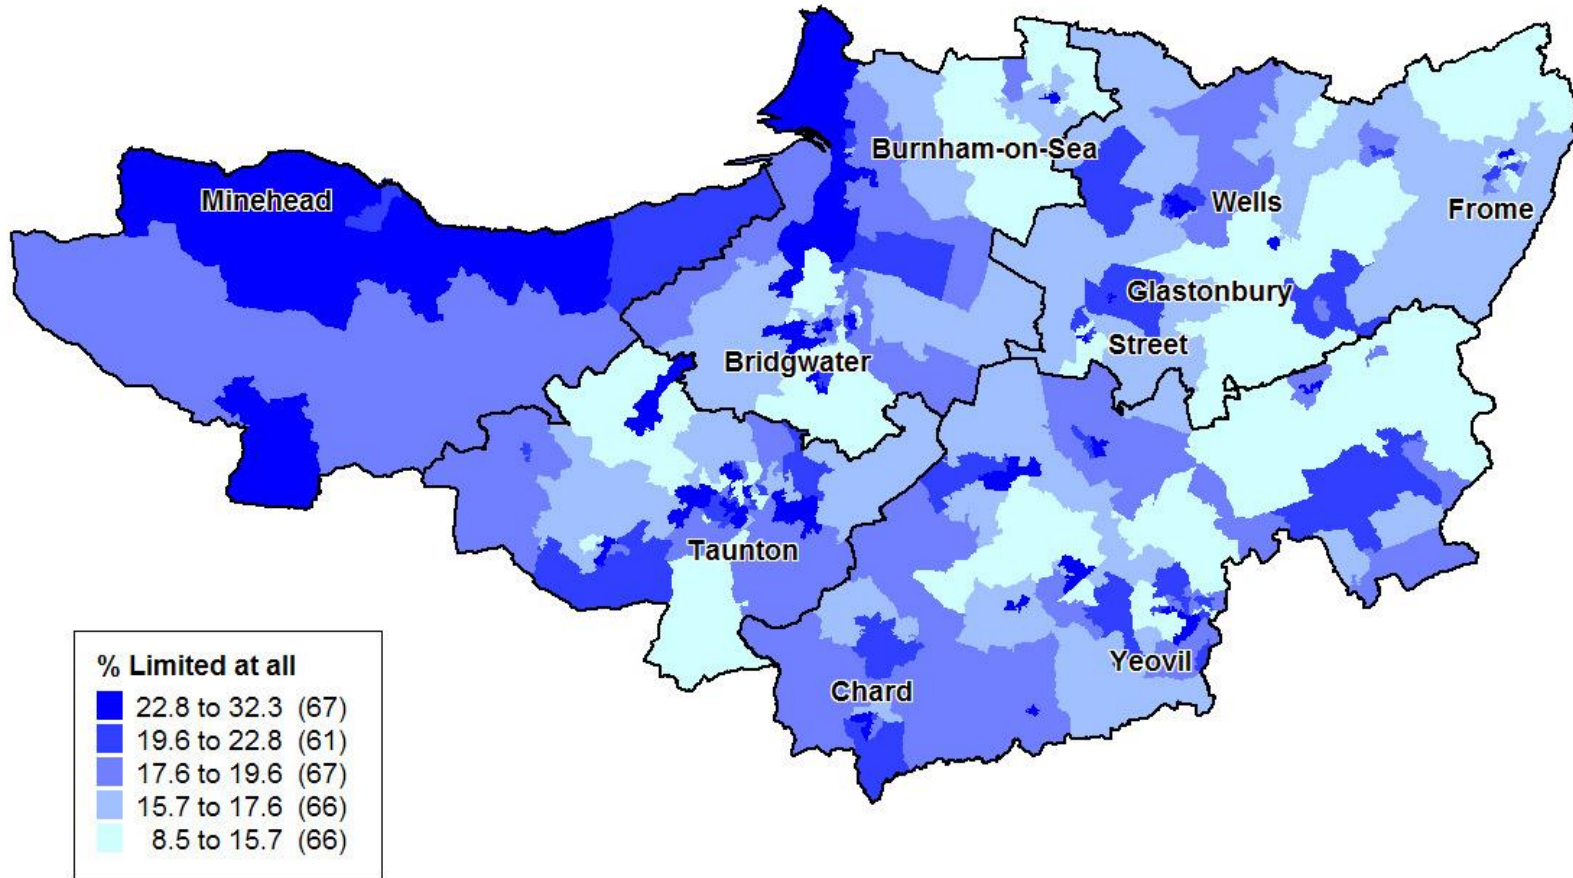 Burnham-on-Sea
Minehead
Wells
Frome
Glastonbury
Street
Bridgwater
Taunton
Yeovil
Chard
% Limited at all
22.8 to 32.3 (67)
19.6 to 22.8 (61)
17.6 to 19.6 (67)
15.7 to 17.6 (66)
8.5 to 15.7 (66)